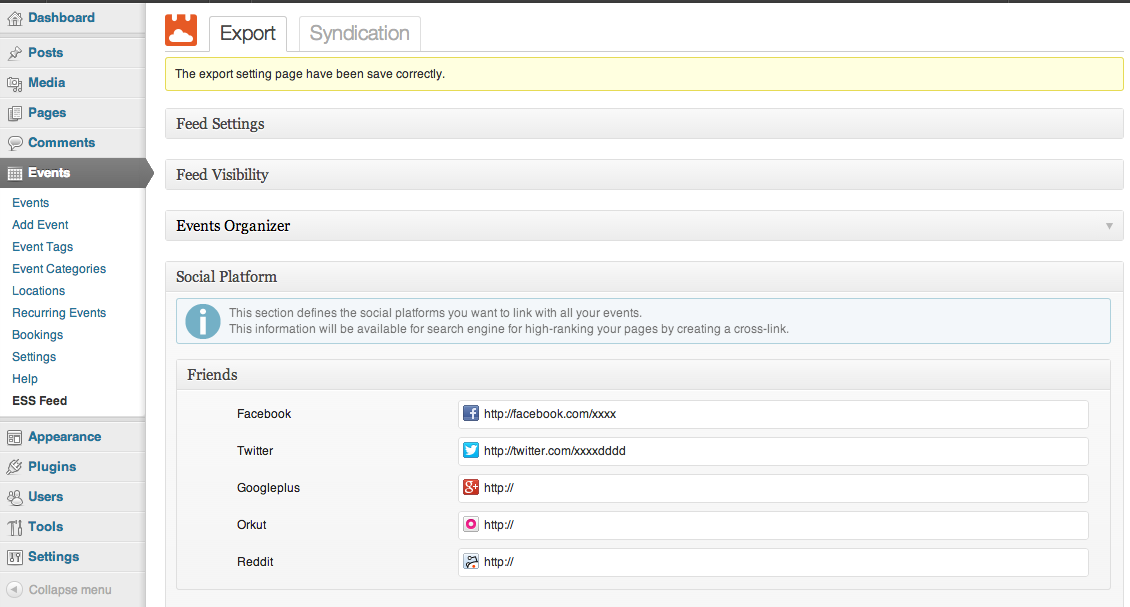 Dashboard
Posts
Media
Pages
Comments
Events
Events
Add Event
Event Tags
Event Categories
Locations
Recurring Events
Bookings
Settings
Help
ESS Feed
Appearance
Plugins
Users
Tools
Settings
Collapse menu
Export
Syndication
The export setting page have been save correctly.
Feed Settings
Feed Visibility
Events Organizer
Social Platform
This section defines the social platforms you want to link with all your events.
This information will be available for search engine for high-ranking your pages by creating a cross-link.
Friends
Facebook http://facebook.com/xxxx
Twitter http://twitter.com/xxxxdddd
Googleplus http://
Orkut http://
Reddit http://